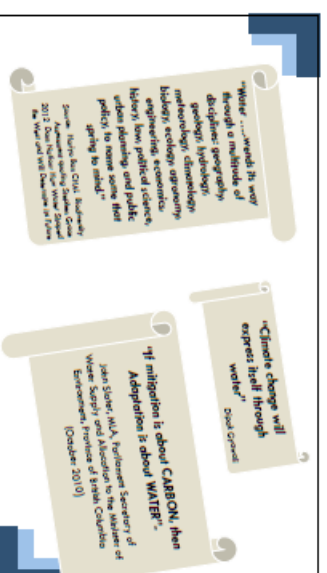 "Water ....wends its way
through a multitude of
disciplines: geography,
geology, hydrology,
meteorology, climatology,
biology, ecology, agronomy,
engineering, economics,
history, law, political science,
urban planning, and public
policy, to name some that
spring to mind."
2012
"Climate change will
express itself through
water"
"If mitigation is about CARBON, then
Adaptation is about WATER".
John Slater, MLA, Parliament Secretary of
Water Supply and Allocation to the Minister of
Environment, Province of British Columbia
(October 2010)